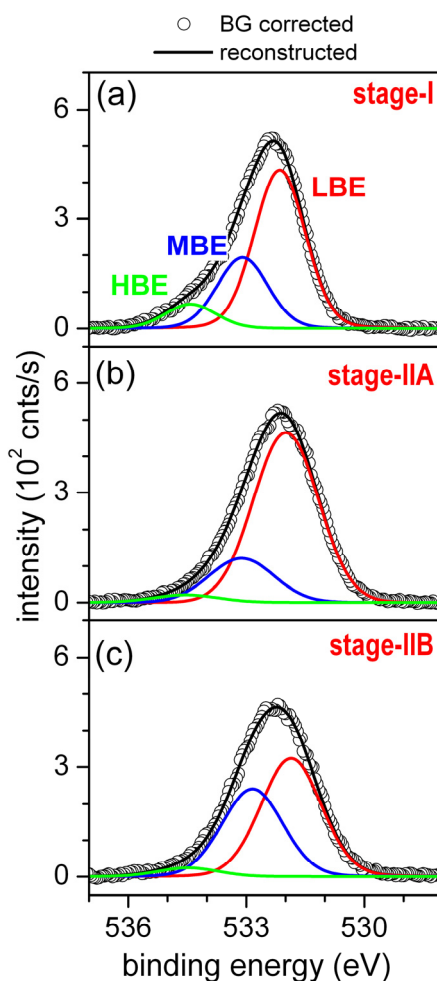 BG corrected
reconstructed
(a)
stage-I
LBE
MBE
HBE
6
3
0
(b)
stage-IIA
6
3
0
(c)
stage-IIB
6
3
0
intensity (10² cnts/s)
536
533
530
binding energy (eV)